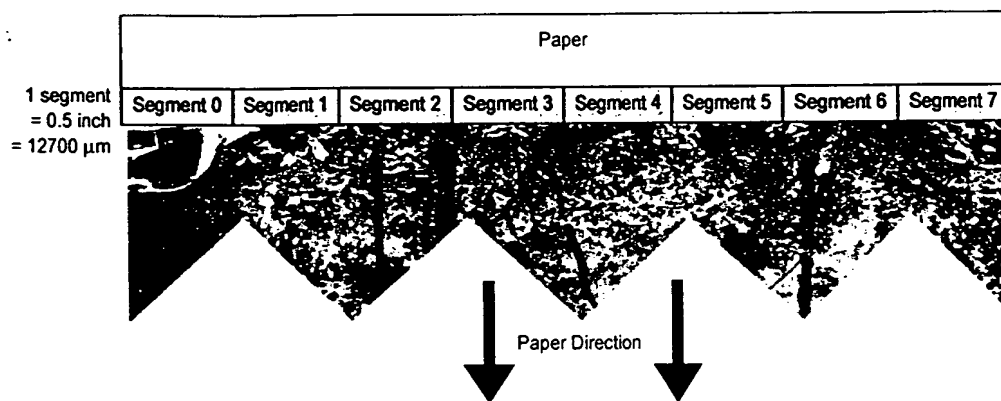 Paper
1 segment
= 0.5 inch
= 12700 µm
Segment 0 Segment 1 Segment 2 Segment 3 Segment 4 Segment 5 Segment 6 Segment 7
Paper Direction